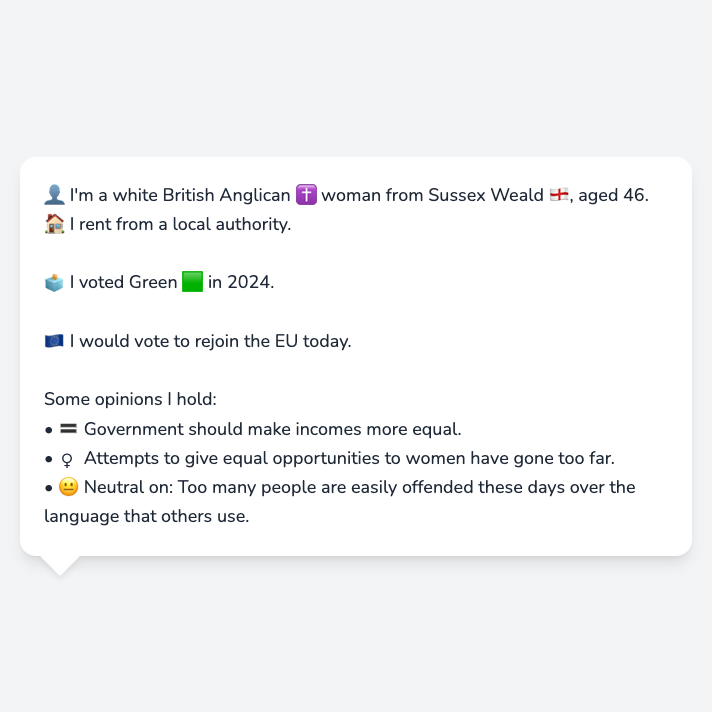 👤 I'm a white British Anglican ✝️ woman from Sussex Weald 🏴󠁧󠁢󠁥󠁮󠁧󠁿, aged 46.
🏠 I rent from a local authority.
🗳️ I voted Green 🟩 in 2024.
🇪🇺 I would vote to rejoin the EU today.
Some opinions I hold:
• 🟰 Government should make incomes more equal.
• ♀ Attempts to give equal opportunities to women have gone too far.
• 😐 Neutral on: Too many people are easily offended these days over the
language that others use.